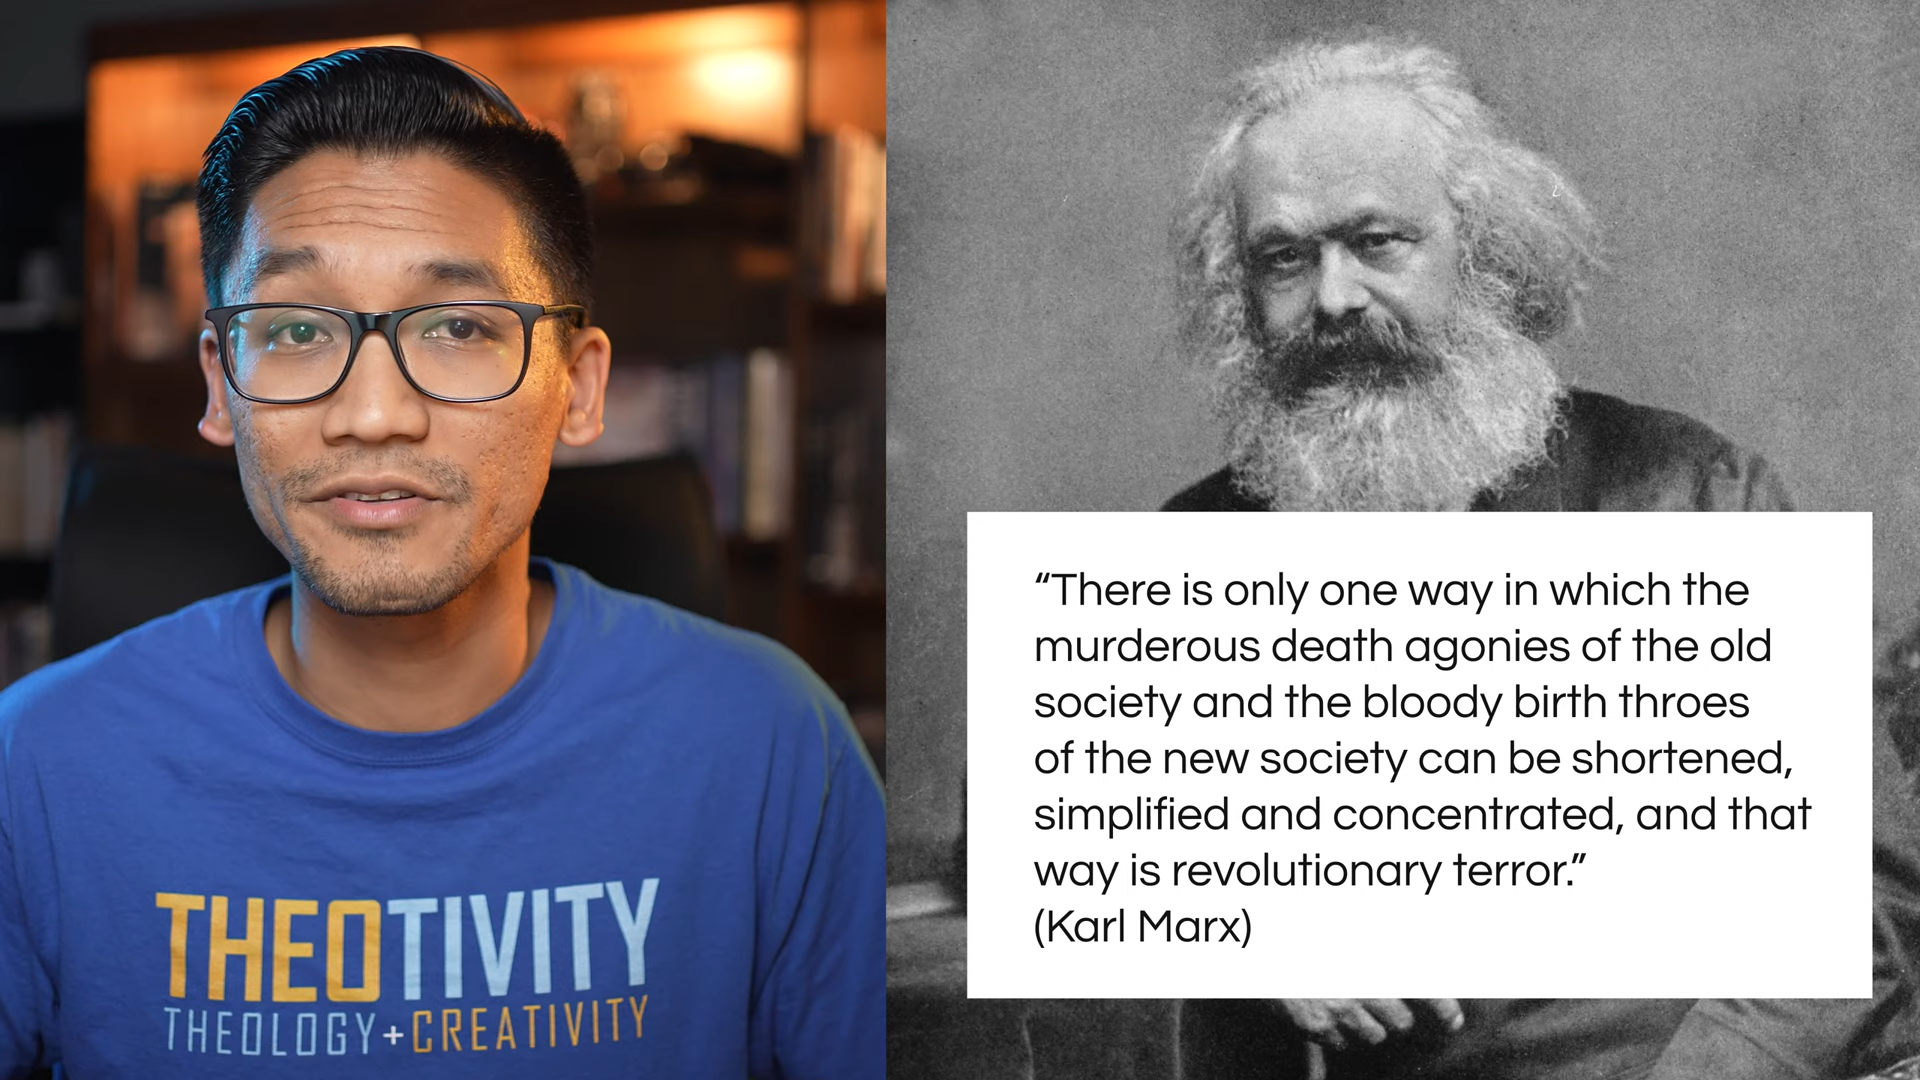 THEOTIVITY
THEOLOGY+CREATIVITY
“There is only one way in which the
murderous death agonies of the old
society and the bloody birth throes
of the new society can be shortened,
simplified and concentrated, and that
way is revolutionary terror.”
(Karl Marx)